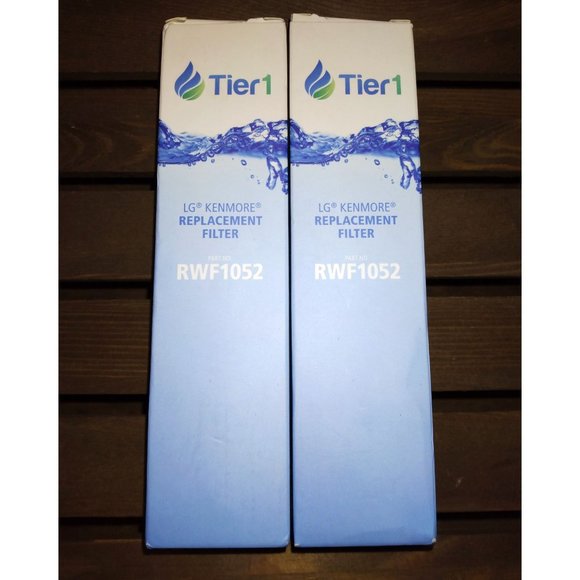 Tier1
LG® KENMORE®
REPLACEMENT
FILTER
PART NO.
RWF1052
Tier1
LG® KENMORE®
REPLACEMENT
FILTER
PART NO.
RWF1052